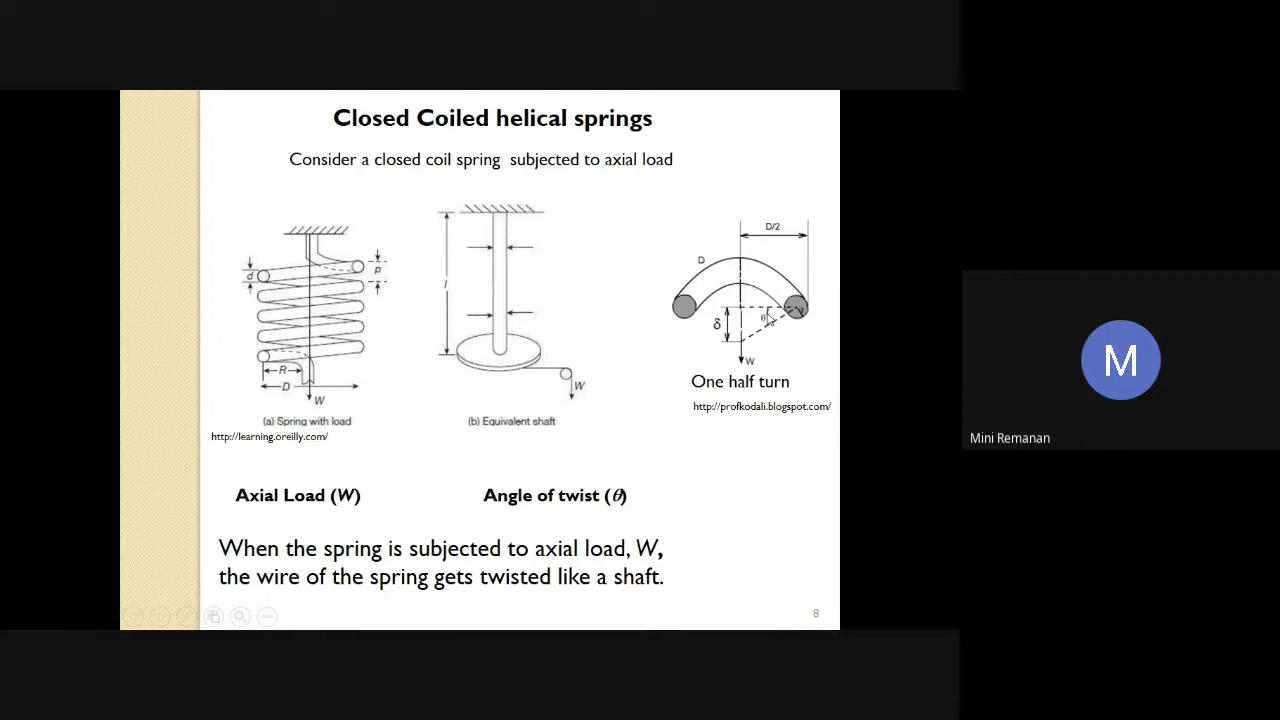 Closed Coiled helical springs
Consider a closed coil spring subjected to axial load
d
p
R
D
W
(a) Spring with load
http://learning.oreilly.com/
l
W
(b) Equivalent shaft
D/2
D
δ
θ
W
One half turn
http://profkodali.blogspot.com/
Axial Load (W)
Angle of twist (θ)
When the spring is subjected to axial load, W,
the wire of the spring gets twisted like a shaft.
8
M
Mini Remanan